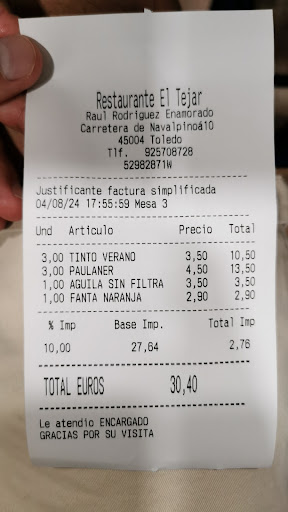 Restaurante El Tejar
Raul Rodriguez Enamorado
Carretera de Navalpinoá10
45004 Toledo
Tlf. 925708728
52982871W
Justificante factura simplificada
04/08/24 17:55:59 Mesa 3
Und Articulo Precio Total
3,00 TINTO VERANO 3,50 10,50
3,00 PAULANER 4,50 13,50
1,00 AGUILA SIN FILTRA 3,50 3,50
1,00 FANTA NARANJA 2,90 2,90
% Imp Base Imp. Total Imp
10,00 27,64 2,76
TOTAL EUROS 30,40
Le atendio ENCARGADO
GRACIAS POR SU VISITA